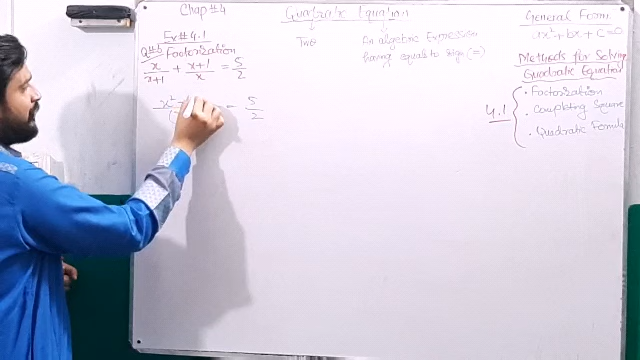 Chap # 4
Quadratic Equation
General Form
ax²+bx+c=0
Ex # 4.1
Q#6 Factorization
x/(x+1) + (x+1)/x = 5/2
x²
= 5/2
Two
An algebraic Expression
having equal to sign (=)
Methods for Solving
Quadratic Equation
4.1
• Factorization
• Completing Square
• Quadratic Formula